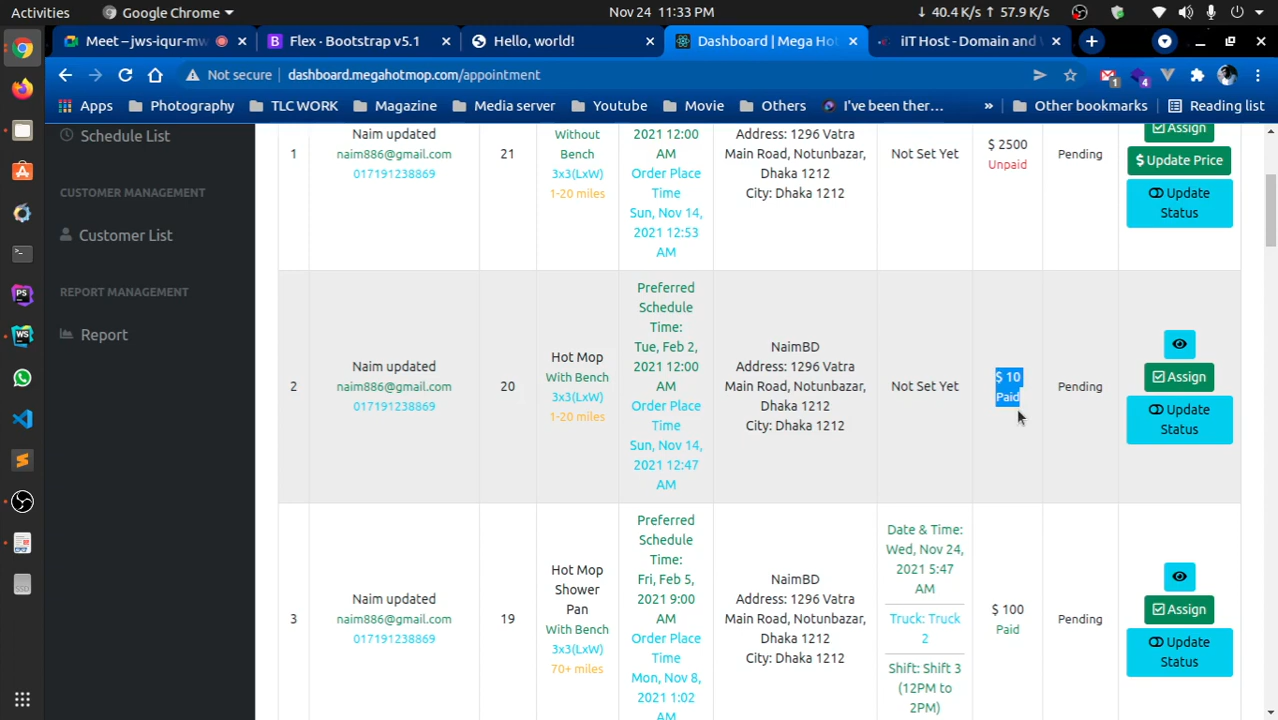 Activities
Google Chrome
Nov 24 11:33 PM
↓ 40.4 K/s ↑ 57.9 K/s
Meet – jws-iqur-mw
Flex · Bootstrap v5.1
Hello, world!
Dashboard | Mega Ho
iIT Host - Domain and
Not secure
dashboard.megahotmop.com/appointment
Apps
Photography
TLC WORK
Magazine
Media server
Youtube
Movie
Others
I've been ther...
»
Other bookmarks
Reading list
Schedule List
CUSTOMER MANAGEMENT
Customer List
REPORT MANAGEMENT
Report
1
Naim updated
naim886@gmail.com
017191238869
21
Without
Bench
3x3(LxW)
1-20 miles
2021 12:00
AM
Order Place
Time
Sun, Nov 14,
2021 12:53
AM
Address: 1296 Vatra
Main Road, Notunbazar,
Dhaka 1212
City: Dhaka 1212
Not Set Yet
$ 2500
Unpaid
Pending
Assign
$ Update Price
Update
Status
2
Naim updated
naim886@gmail.com
017191238869
20
Hot Mop
With Bench
3x3(LxW)
1-20 miles
Preferred
Schedule
Time:
Tue, Feb 2,
2021 12:00
AM
Order Place
Time
Sun, Nov 14,
2021 12:47
AM
NaimBD
Address: 1296 Vatra
Main Road, Notunbazar,
Dhaka 1212
City: Dhaka 1212
Not Set Yet
$ 10
Paid
Pending
Assign
Update
Status
3
Naim updated
naim886@gmail.com
017191238869
19
Hot Mop
Shower
Pan
With Bench
3x3(LxW)
70+ miles
Preferred
Schedule
Time:
Fri, Feb 5,
2021 9:00
AM
Order Place
Time
Mon, Nov 8,
2021 1:02
AM
NaimBD
Address: 1296 Vatra
Main Road, Notunbazar,
Dhaka 1212
City: Dhaka 1212
Date & Time:
Wed, Nov 24,
2021 5:47
AM
Truck: Truck
2
Shift: Shift 3
(12PM to
2PM)
$ 100
Paid
Pending
Assign
Update
Status